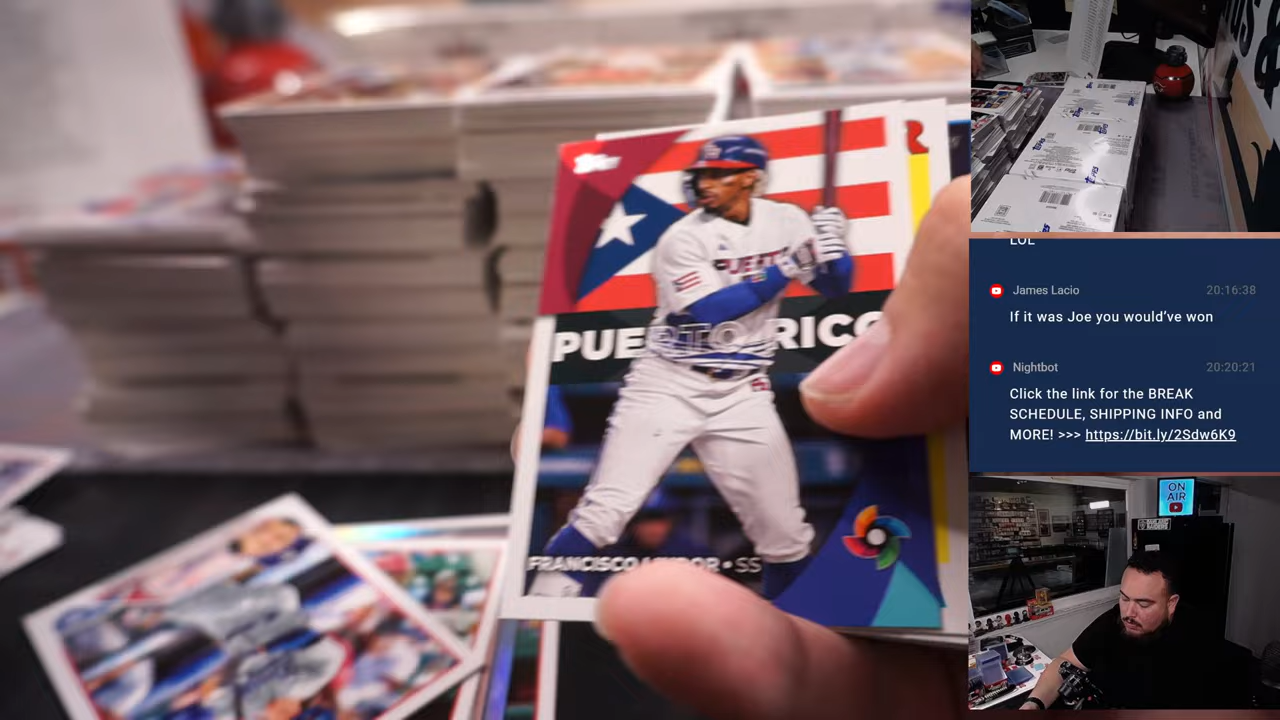 Topps
PUERTO RICO
FRANCISCO LINDOR • SS
LOL
James Lacio 20:16:38
If it was Joe you would've won
Nightbot 20:20:21
Click the link for the BREAK
SCHEDULE, SHIPPING INFO and
MORE! >>> https://bit.ly/2Sdw6K9
ON
AIR